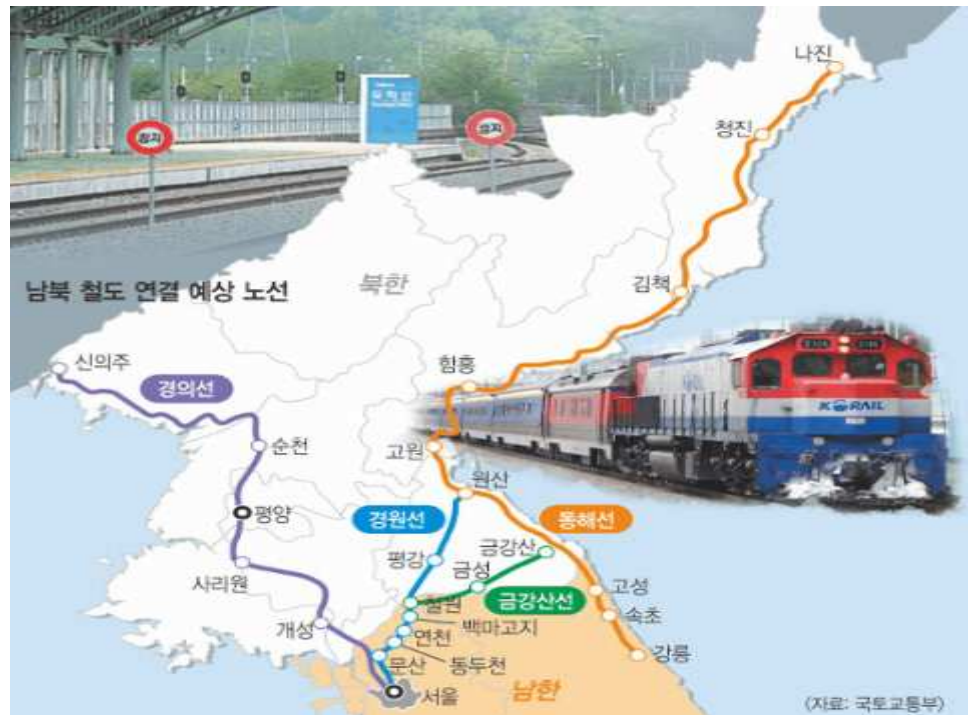 정지
정지
나진
청진
김책
남북 철도 연결 예상 노선
북한
신의주
경의선
함흥
KORAIL
순천
고원
원산
평양
경원선
동해선
평강
금강산
금성
사리원
고성
금강산선
철원
속초
백마고지
개성
연천
강릉
동두천
문산
서울
남한
(자료: 국토교통부)